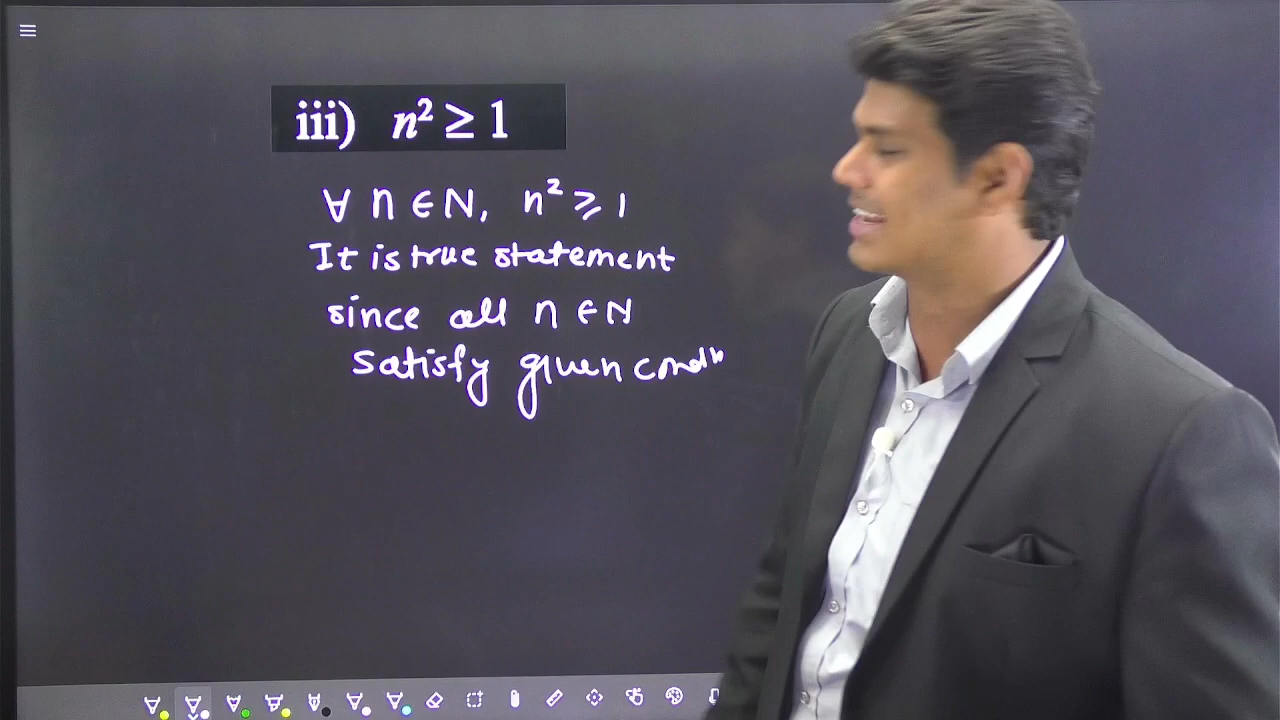 iii) n² ≥ 1
∀ n ∈ N, n² ≥ 1
It is true statement
since all n ∈ N
satisfy given condⁿ